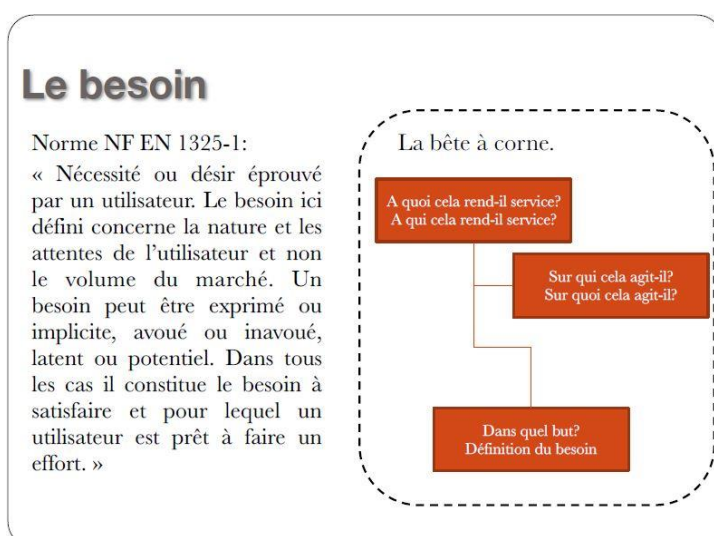 Le besoin
Norme NF EN 1325-1:
« Nécessité ou désir éprouvé
par un utilisateur. Le besoin ici
défini concerne la nature et les
attentes de l’utilisateur et non
le volume du marché. Un
besoin peut être exprimé ou
implicite, avoué ou inavoué,
latent ou potentiel. Dans tous
les cas il constitue le besoin à
satisfaire et pour lequel un
utilisateur est prêt à faire un
effort. »
La bête à corne.
A quoi cela rend-il service?
A qui cela rend-il service?
Sur qui cela agit-il?
Sur quoi cela agit-il?
Dans quel but?
Définition du besoin